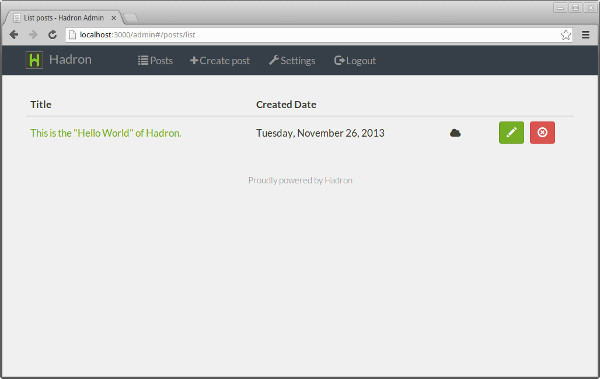 List posts - Hadron Admin
localhost:3000/admin#/posts/list
H Hadron Posts Create post Settings Logout
Title Created Date
This is the "Hello World" of Hadron. Tuesday, November 26, 2013
Proudly powered by Hadron